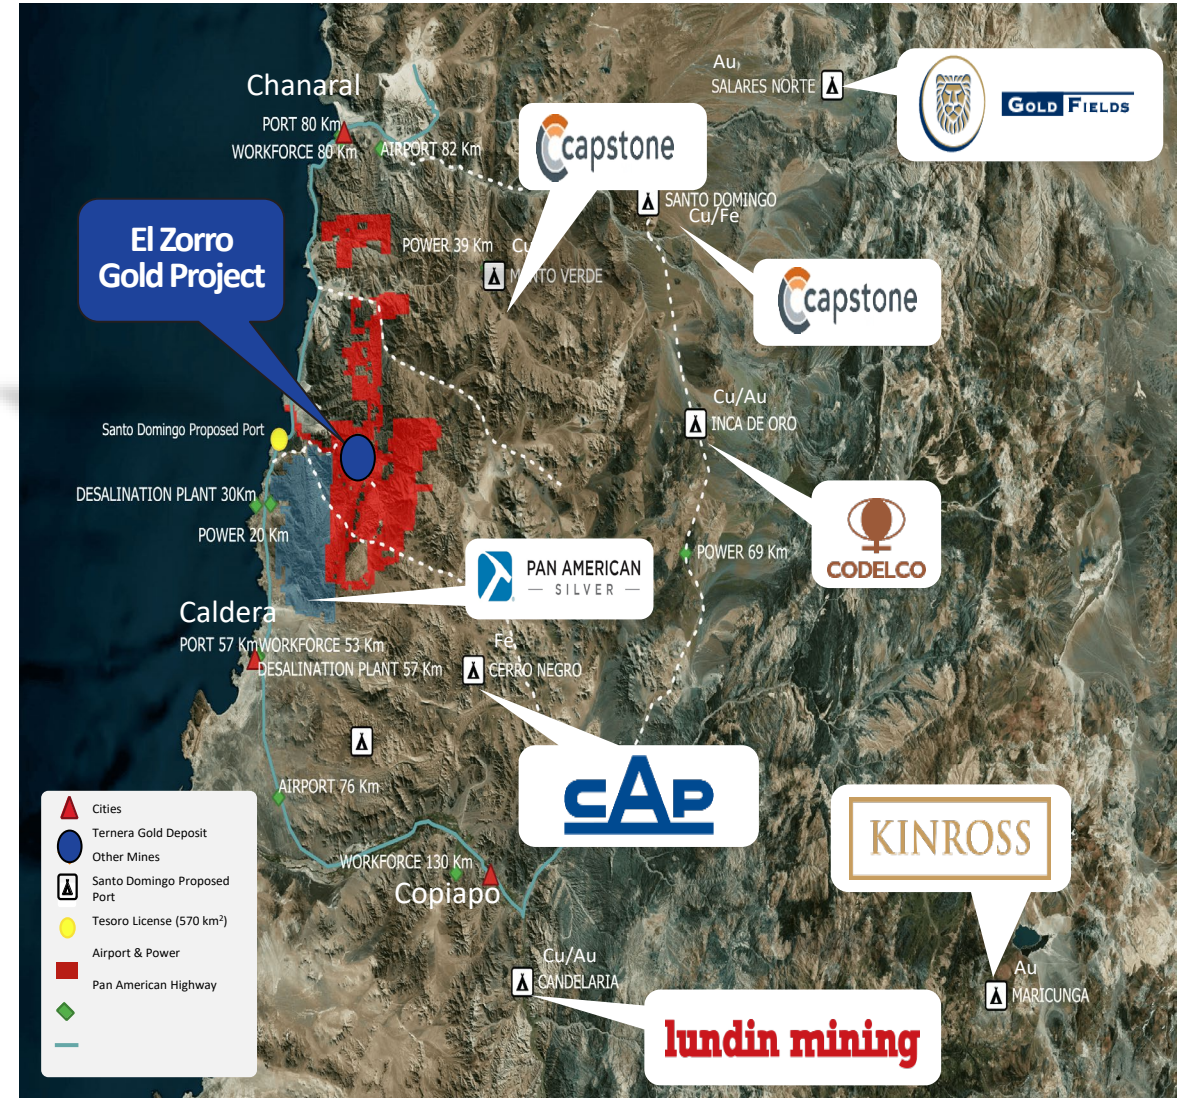 Chanaral
PORT 80 Km
WORKFORCE 80 Km
AIRPORT 82 Km
capstone
Au
SALARES NORTE
GOLD FIELDS
SANTO DOMINGO
Cu/Fe
El Zorro
Gold Project
POWER 39 Km
Cu
MANTO VERDE
capstone
Cu/Au
INCA DE ORO
Santo Domingo Proposed Port
DESALINATION PLANT 30Km
POWER 20 Km
CODELCO
POWER 69 Km
PAN AMERICAN
— SILVER —
Caldera
PORT 57 Km
WORKFORCE 53 Km
DESALINATION PLANT 57 Km
Fe
CERRO NEGRO
CAP
AIRPORT 76 Km
KINROSS
WORKFORCE 130 Km
Copiapo
Cu/Au
CANDELARIA
Au
MARICUNGA
lundin mining
Cities
Ternera Gold Deposit
Other Mines
Santo Domingo Proposed
Port
Tesoro License (570 km²)
Airport & Power
Pan American Highway